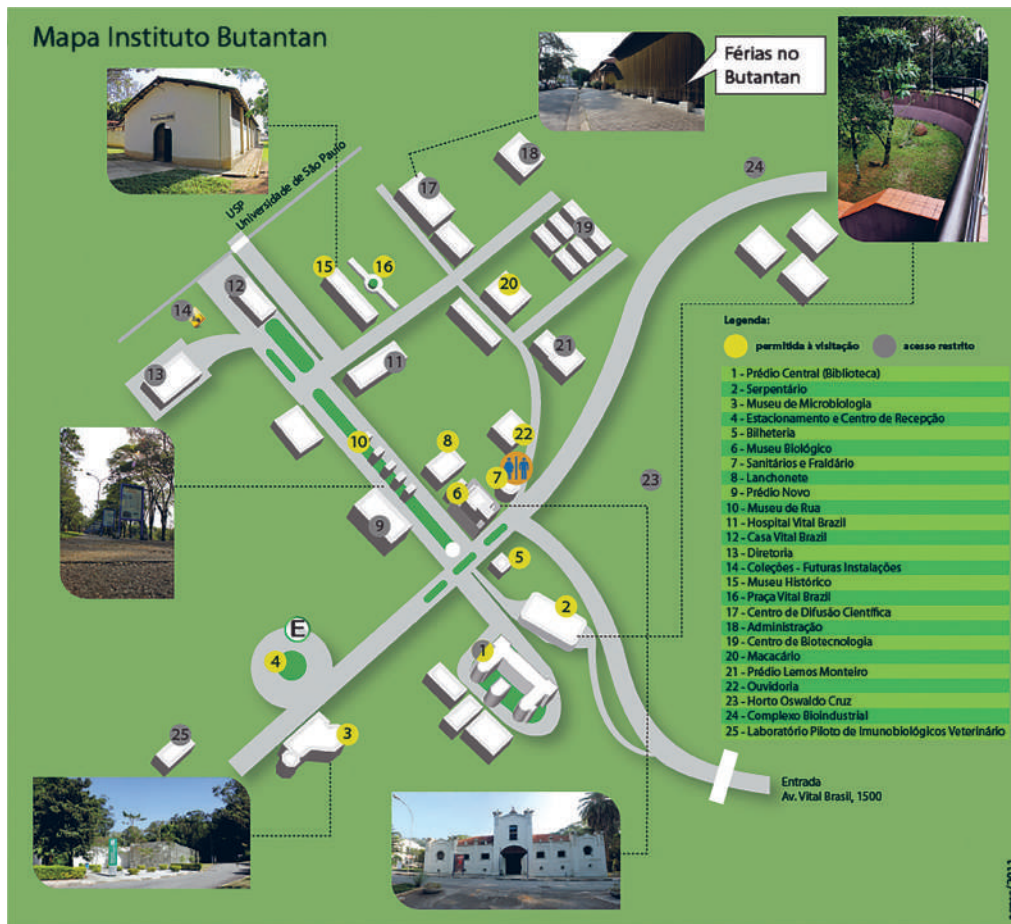 Mapa Instituto Butantan
Férias no
Butantan
USP
Universidade de São Paulo
18
24
17
19
15
16
12
20
14
21
13
11
10
8
22
7
6
23
9
5
2
E
4
1
3
25
Legenda:
permitida à visitação
acesso restrito
1 - Prédio Central (Biblioteca)
2 - Serpentário
3 - Museu de Microbiologia
4 - Estacionamento e Centro de Recepção
5 - Bilheteria
6 - Museu Biológico
7 - Sanitários e Fraldário
8 - Lanchonete
9 - Prédio Novo
10 - Museu de Rua
11 - Hospital Vital Brazil
12 - Casa Vital Brazil
13 - Diretoria
14 - Coleções - Futuras Instalações
15 - Museu Histórico
16 - Praça Vital Brazil
17 - Centro de Difusão Científica
18 - Administração
19 - Centro de Biotecnologia
20 - Macacário
21 - Prédio Lemos Monteiro
22 - Ouvidoria
23 - Horto Oswaldo Cruz
24 - Complexo Bioindustrial
25 - Laboratório Piloto de Imunobiológicos Veterinário
Entrada
Av. Vital Brasil, 1500